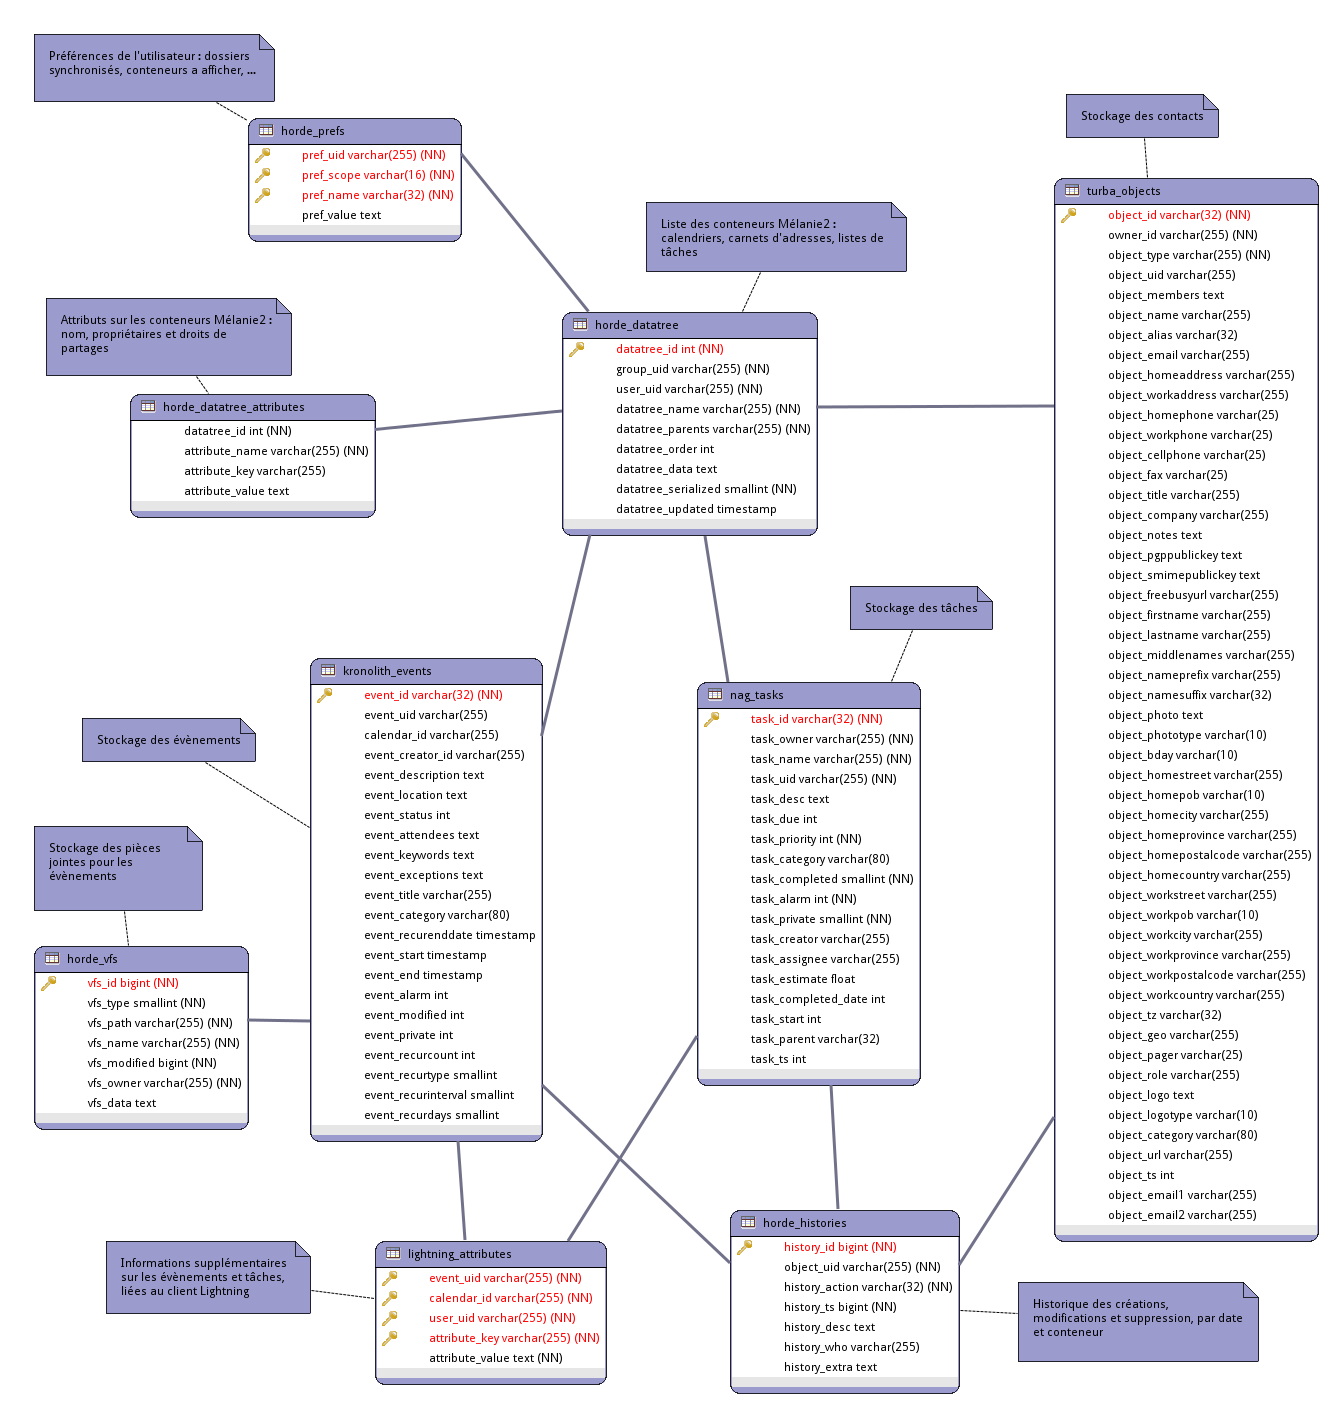 Préférences de l'utilisateur : dossiers
synchronisés, conteneurs a afficher, ...
horde_prefs
pref_uid varchar(255) (NN)
pref_scope varchar(16) (NN)
pref_name varchar(32) (NN)
pref_value text
Stockage des contacts
Liste des conteneurs Mélanie2 :
calendriers, carnets d'adresses, listes de
tâches
Attributs sur les conteneurs Mélanie2 :
nom, propriétaires et droits de
partages
horde_datatree
datatree_id int (NN)
group_uid varchar(255) (NN)
user_uid varchar(255) (NN)
datatree_name varchar(255) (NN)
datatree_parents varchar(255) (NN)
datatree_order int
datatree_data text
datatree_serialized smallint (NN)
datatree_updated timestamp
horde_datatree_attributes
datatree_id int (NN)
attribute_name varchar(255) (NN)
attribute_key varchar(255)
attribute_value text
turba_objects
object_id varchar(32) (NN)
owner_id varchar(255) (NN)
object_type varchar(255) (NN)
object_uid varchar(255)
object_members text
object_name varchar(255)
object_alias varchar(32)
object_email varchar(255)
object_homeaddress varchar(255)
object_workaddress varchar(255)
object_homephone varchar(25)
object_workphone varchar(25)
object_cellphone varchar(25)
object_fax varchar(25)
object_title varchar(255)
object_company varchar(255)
object_notes text
object_pgppublickey text
object_smimepublickey text
object_freebusyurl varchar(255)
object_firstname varchar(255)
object_lastname varchar(255)
object_middlenames varchar(255)
object_nameprefix varchar(255)
object_namesuffix varchar(32)
object_photo text
object_phototype varchar(10)
object_bday varchar(10)
object_homestreet varchar(255)
object_homepob varchar(10)
object_homecity varchar(255)
object_homeprovince varchar(255)
object_homepostalcode varchar(255)
object_homecountry varchar(255)
object_workstreet varchar(255)
object_workpob varchar(10)
object_workcity varchar(255)
object_workprovince varchar(255)
object_workpostalcode varchar(255)
object_workcountry varchar(255)
object_tz varchar(32)
object_geo varchar(255)
object_pager varchar(25)
object_role varchar(255)
object_logo text
object_logotype varchar(10)
object_category varchar(80)
object_url varchar(255)
object_ts int
object_email1 varchar(255)
object_email2 varchar(255)
Stockage des tâches
kronolith_events
event_id varchar(32) (NN)
event_uid varchar(255)
calendar_id varchar(255)
event_creator_id varchar(255)
event_description text
event_location text
event_status int
event_attendees text
event_keywords text
event_exceptions text
event_title varchar(255)
event_category varchar(80)
event_recurenddate timestamp
event_start timestamp
event_end timestamp
event_alarm int
event_modified int
event_private int
event_recurcount int
event_recurtype smallint
event_recurinterval smallint
event_recurdays smallint
nag_tasks
task_id varchar(32) (NN)
task_owner varchar(255) (NN)
task_name varchar(255) (NN)
task_uid varchar(255) (NN)
task_desc text
task_due int
task_priority int (NN)
task_category varchar(80)
task_completed smallint (NN)
task_alarm int (NN)
task_private smallint (NN)
task_creator varchar(255)
task_assignee varchar(255)
task_estimate float
task_completed_date int
task_start int
task_parent varchar(32)
task_ts int
Stockage des évènements
Stockage des pièces
jointes pour les
évènements
horde_vfs
vfs_id bigint (NN)
vfs_type smallint (NN)
vfs_path varchar(255) (NN)
vfs_name varchar(255) (NN)
vfs_modified bigint (NN)
vfs_owner varchar(255) (NN)
vfs_data text
Informations supplémentaires
sur les évènements et tâches,
liées au client Lightning
lightning_attributes
event_uid varchar(255) (NN)
calendar_id varchar(255) (NN)
user_uid varchar(255) (NN)
attribute_key varchar(255) (NN)
attribute_value text (NN)
horde_histories
history_id bigint (NN)
object_uid varchar(255) (NN)
history_action varchar(32) (NN)
history_ts bigint (NN)
history_desc text
history_who varchar(255)
history_extra text
Historique des créations,
modifications et suppression, par date
et conteneur